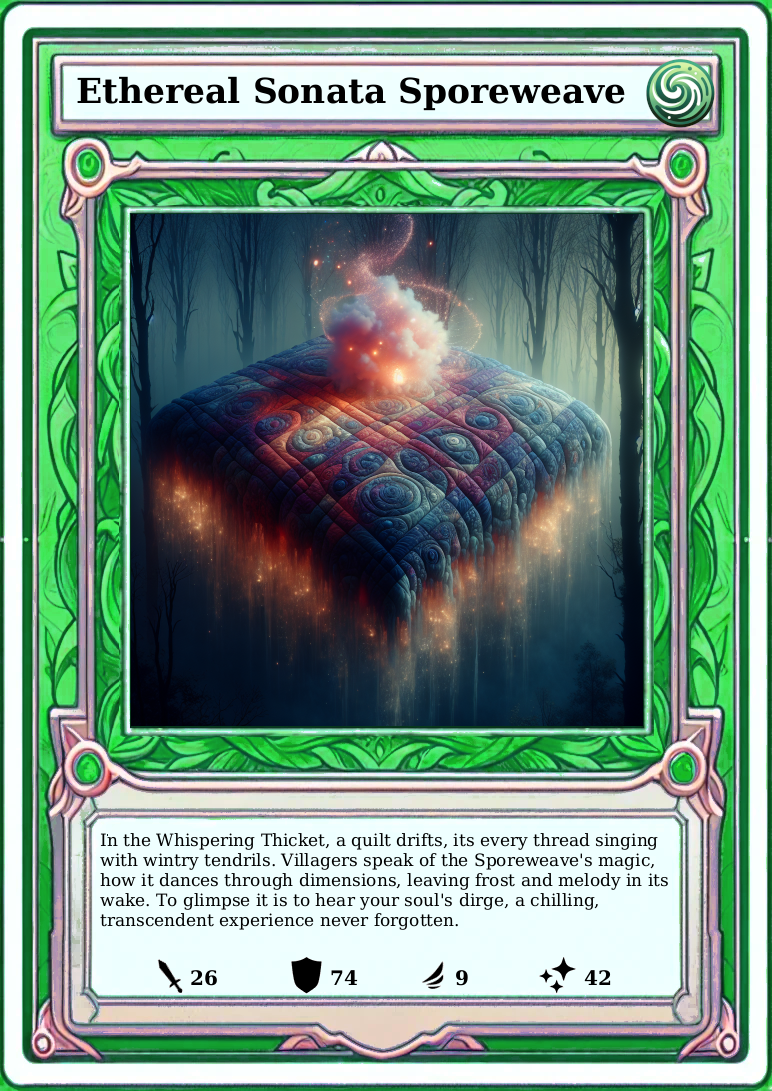 Ethereal Sonata Sporeweave
In the Whispering Thicket, a quilt drifts, its every thread singing
with wintry tendrils. Villagers speak of the Sporeweave's magic,
how it dances through dimensions, leaving frost and melody in its
wake. To glimpse it is to hear your soul's dirge, a chilling,
transcendent experience never forgotten.
26 74 9 42